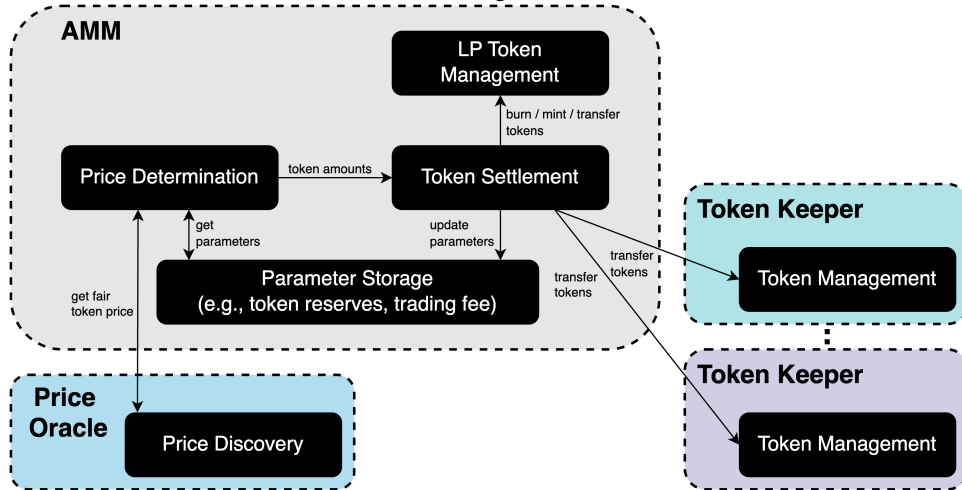 AMM
LP Token
Management
burn / mint / transfer
tokens
Price Determination
token amounts
Token Settlement
get
parameters
update
parameters
Parameter Storage
(e.g., token reserves, trading fee)
get fair
token price
transfer
tokens
transfer
tokens
Token Keeper
Token Management
Token Keeper
Token Management
Price
Oracle
Price Discovery